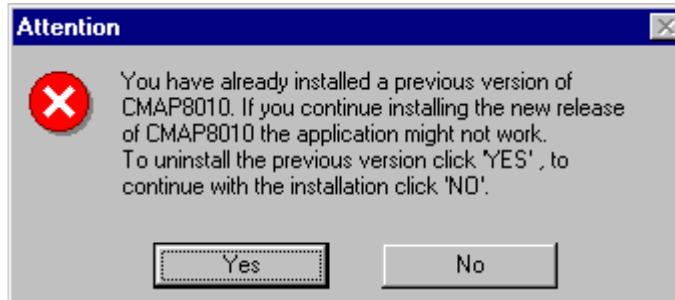 Attention
You have already installed a previous version of
CMAP8010. If you continue installing the new release
of CMAP8010 the application might not work.
To uninstall the previous version click 'YES' , to
continue with the installation click 'NO'.
Yes
No